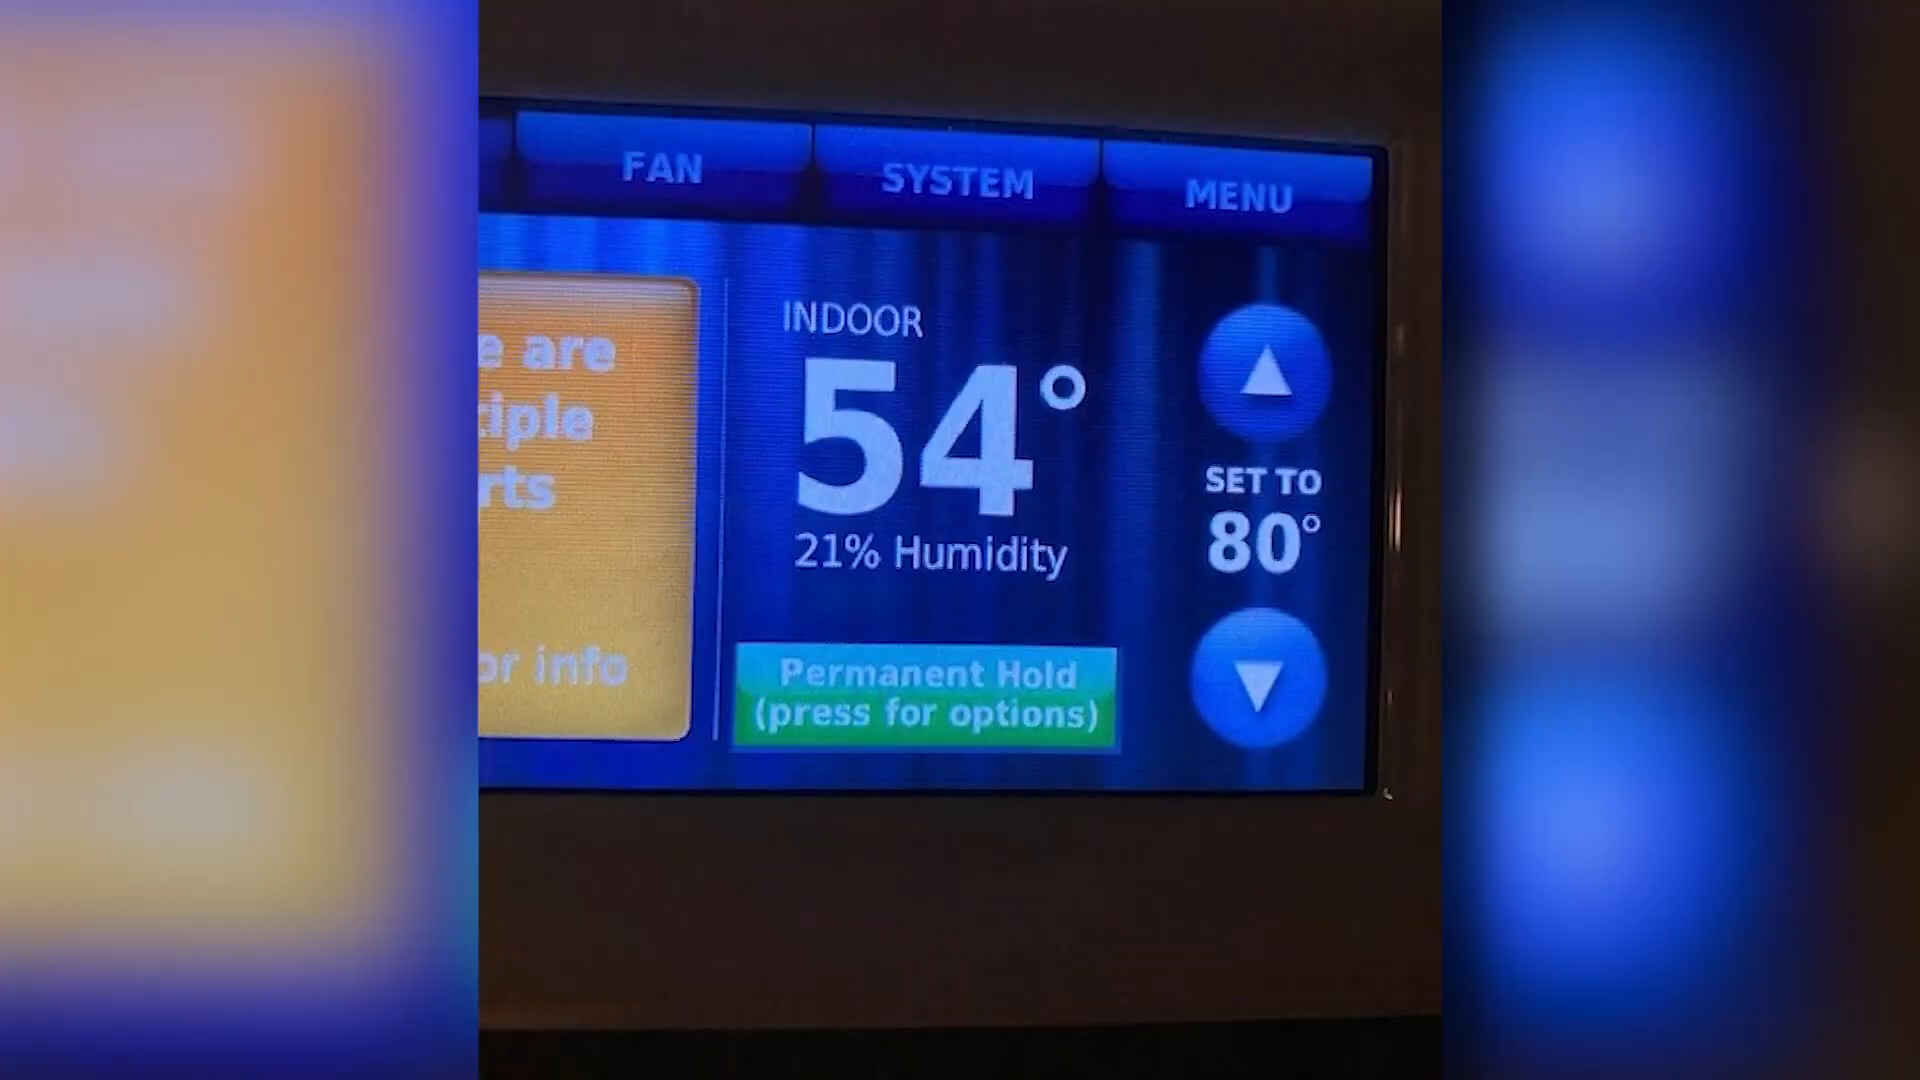 FAN
SYSTEM
MENU
e are
tiple
rts
or info
INDOOR
54°
21% Humidity
Permanent Hold
(press for options)
SET TO
80°